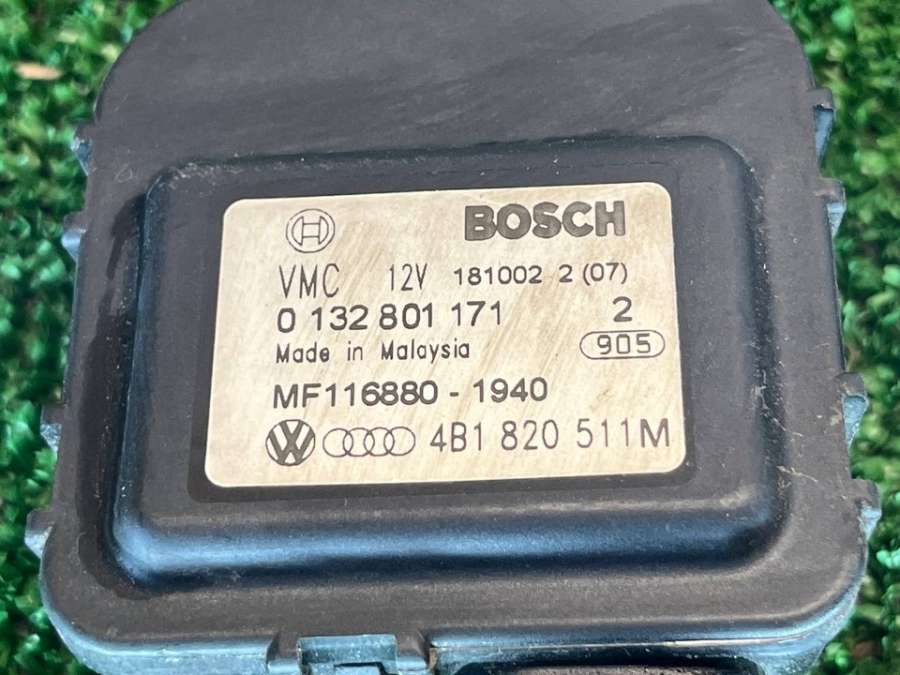 BOSCH
VMC 12V 181002 2 (07)
0 132 801 171 2
Made in Malaysia 905
MF116880 - 1940
4B1 820 511M